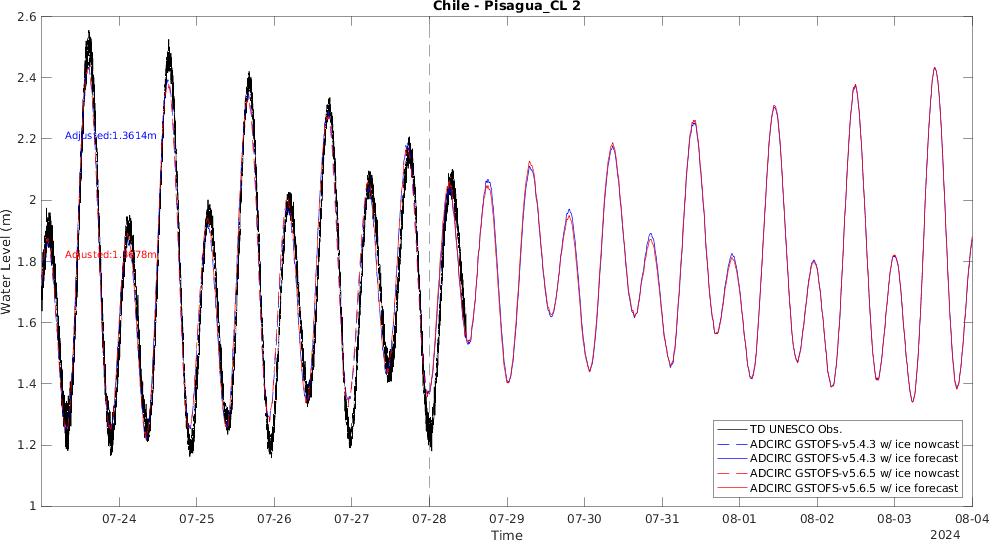 Chile - Pisagua_CL 2
2.6
2.4
2.2
2
1.8
1.6
1.4
1.2
1
Water Level (m)
Adjusted:1.3614m
TD UNESCO Obs.
ADCIRC GSTOFS-v5.4.3 w/ ice nowcast
ADCIRC GSTOFS-v5.4.3 w/ ice forecast
ADCIRC GSTOFS-v5.6.5 w/ ice nowcast
ADCIRC GSTOFS-v5.6.5 w/ ice forecast
07-24 07-25 07-26 07-27 07-28 07-29 07-30 07-31 08-01 08-02 08-03 08-04
Time
2024